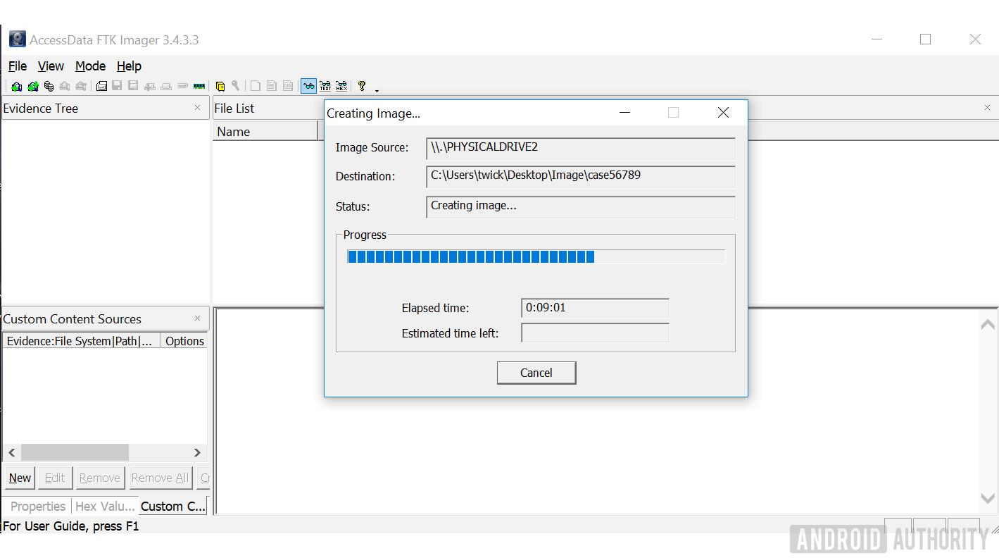 AccessData FTK Imager 3.4.3.3
File View Mode Help
TEXT HEX ?
Evidence Tree
File List
Name
Creating Image...
Image Source: \\.\PHYSICALDRIVE2
Destination: C:\Users\twick\Desktop\Image\case56789
Status: Creating image...
Progress
Elapsed time: 0:09:01
Estimated time left:
Cancel
Custom Content Sources
Evidence:File System|Path|... Options
New Edit Remove Remove All
Properties Hex Valu... Custom C...
For User Guide, press F1
ANDROID AUTHORITY